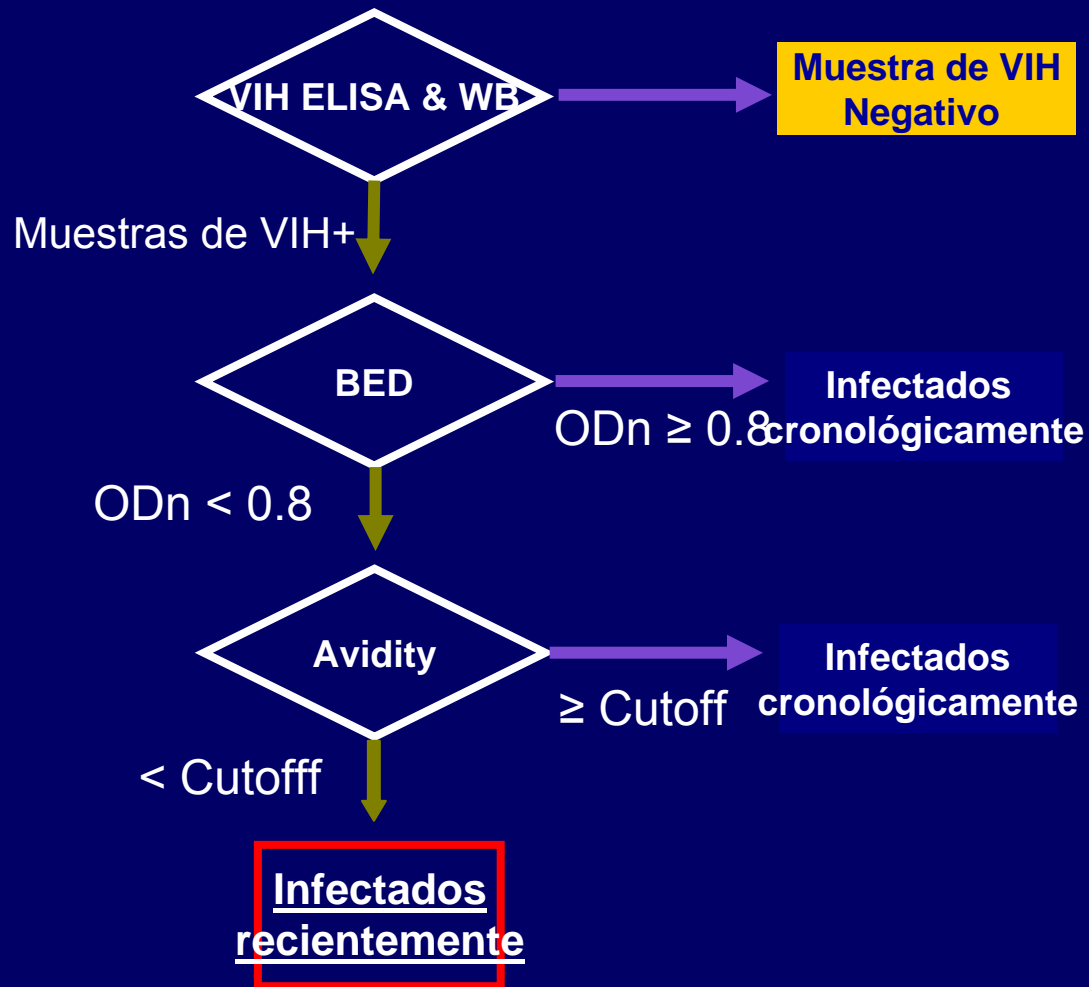 VIH ELISA & WB
Muestra de VIH
Negativo
Muestras de VIH+
BED
Infectados
cronológicamente
ODn ≥ 0.8
ODn < 0.8
Avidity
Infectados
cronológicamente
≥ Cutoff
< Cutofff
Infectados
recientemente